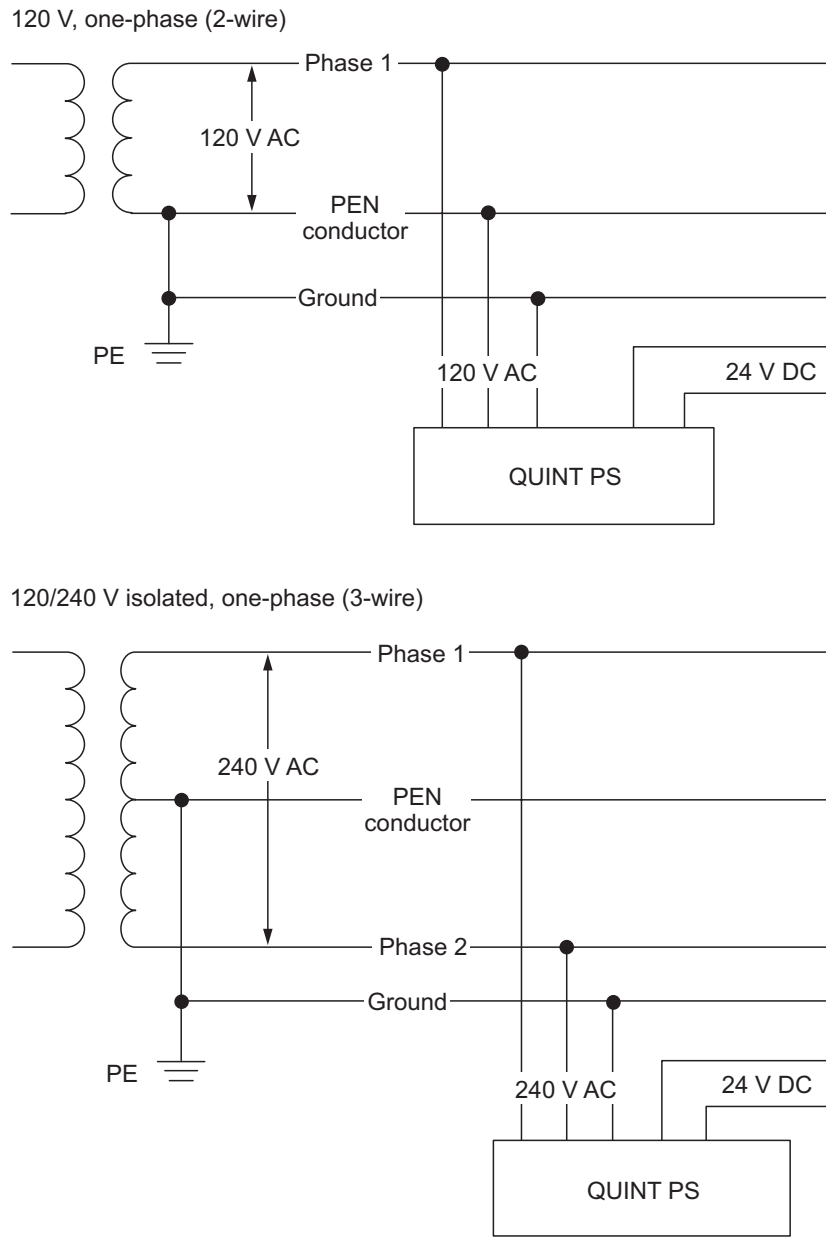 120 V, one-phase (2-wire)
Phase 1
120 V AC
PEN
conductor
Ground
PE
120 V AC
24 V DC
QUINT PS
120/240 V isolated, one-phase (3-wire)
Phase 1
240 V AC
PEN
conductor
Phase 2
Ground
PE
240 V AC
24 V DC
QUINT PS